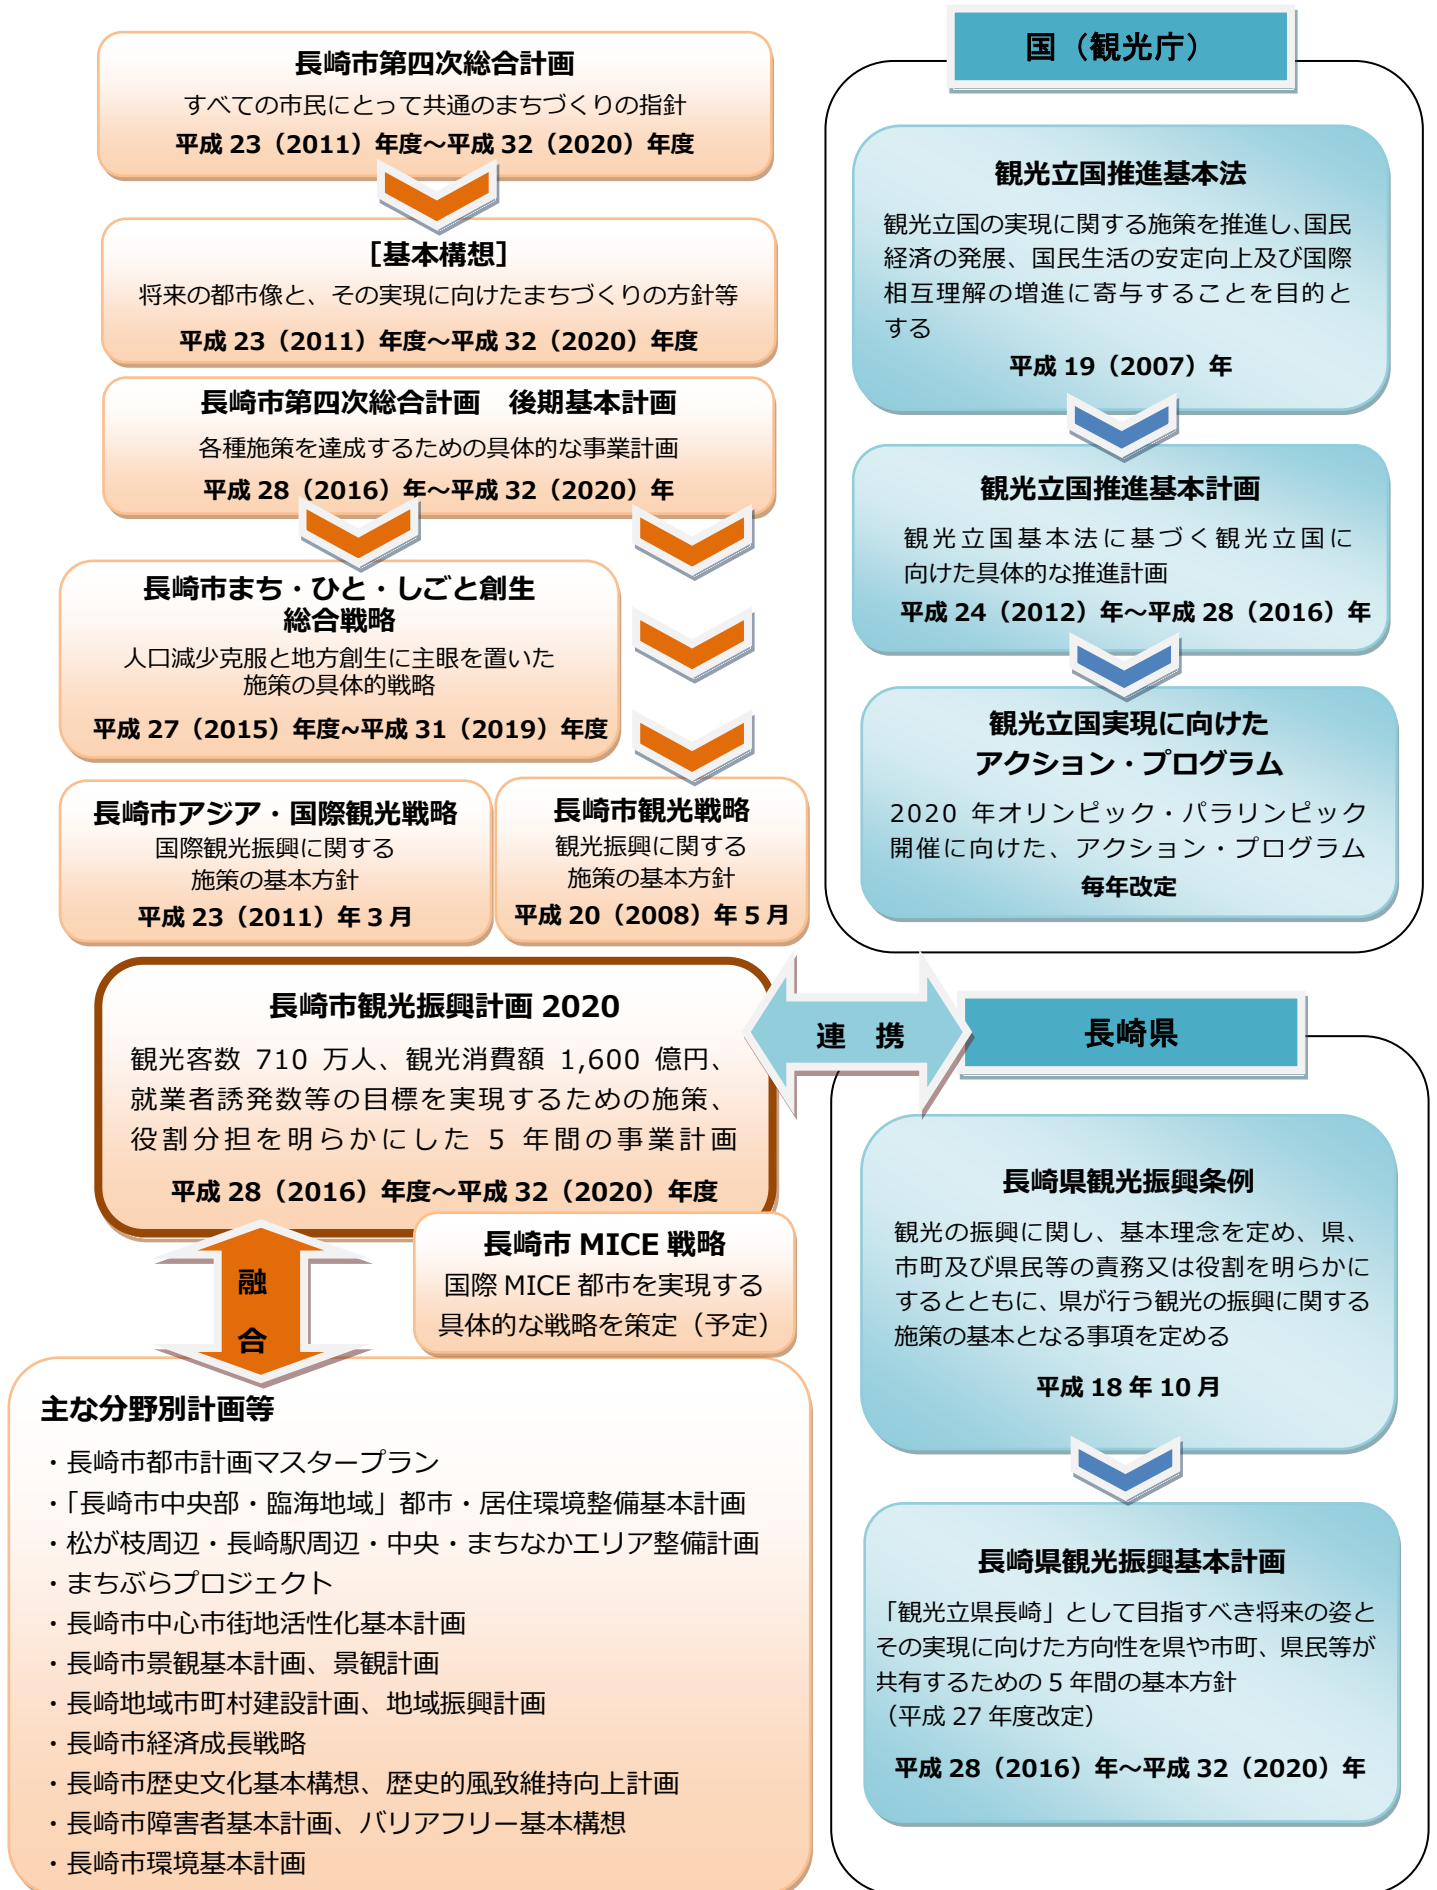 長崎市第四次総合計画
すべての市民にとって共通のまちづくりの指針
平成 23（2011）年度～平成 32（2020）年度
［基本構想］
将来の都市像と、その実現に向けたまちづくりの方針等
平成 23（2011）年度～平成 32（2020）年度
長崎市第四次総合計画　後期基本計画
各種施策を達成するための具体的な事業計画
平成 28（2016）年～平成 32（2020）年
長崎市まち・ひと・しごと創生
総合戦略
人口減少克服と地方創生に主眼を置いた
施策の具体的戦略
平成 27（2015）年度~平成 31（2019）年度
長崎市アジア・国際観光戦略
国際観光振興に関する
施策の基本方針
平成 23（2011）年 3 月
長崎市観光戦略
観光振興に関する
施策の基本方針
平成 20（2008）年 5 月
長崎市観光振興計画 2020
観光客数 710 万人、観光消費額 1,600 億円、
就業者誘発数等の目標を実現するための施策、
役割分担を明らかにした 5 年間の事業計画
平成 28（2016）年度～平成 32（2020）年度
長崎市 MICE 戦略
国際 MICE 都市を実現する
具体的な戦略を策定（予定）
融
合
主な分野別計画等
・長崎市都市計画マスタープラン
・「長崎市中央部・臨海地域」都市・居住環境整備基本計画
・松が枝周辺・長崎駅周辺・中央・まちなかエリア整備計画
・まちぶらプロジェクト
・長崎市中心市街地活性化基本計画
・長崎市景観基本計画、景観計画
・長崎地域市町村建設計画、地域振興計画
・長崎市経済成長戦略
・長崎市歴史文化基本構想、歴史的風致維持向上計画
・長崎市障害者基本計画、バリアフリー基本構想
・長崎市環境基本計画
国（観光庁）
観光立国推進基本法
観光立国の実現に関する施策を推進し、国民
経済の発展、国民生活の安定向上及び国際
相互理解の増進に寄与することを目的と
する
平成 19（2007）年
観光立国推進基本計画
観光立国基本法に基づく観光立国に
向けた具体的な推進計画
平成 24（2012）年～平成 28（2016）年
観光立国実現に向けた
アクション・プログラム
2020 年オリンピック・パラリンピック
開催に向けた、アクション・プログラム
毎年改定
連　携
長崎県
長崎県観光振興条例
観光の振興に関し、基本理念を定め、県、
市町及び県民等の責務又は役割を明らかに
するとともに、県が行う観光の振興に関する
施策の基本となる事項を定める
平成 18 年 10 月
長崎県観光振興基本計画
「観光立県長崎」として目指すべき将来の姿と
その実現に向けた方向性を県や市町、県民等が
共有するための 5 年間の基本方針
（平成 27 年度改定）
平成 28（2016）年～平成 32（2020）年